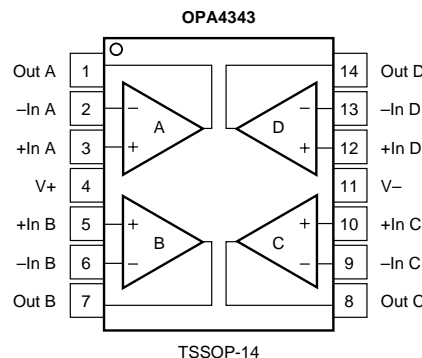 OPA4343
Out A 1 14 Out D
–In A 2 – – 13 –In D
A D
+In A 3 + + 12 +In D
V+ 4 11 V–
+In B 5 + + 10 +In C
B C
–In B 6 – – 9 –In C
Out B 7 8 Out C
TSSOP-14